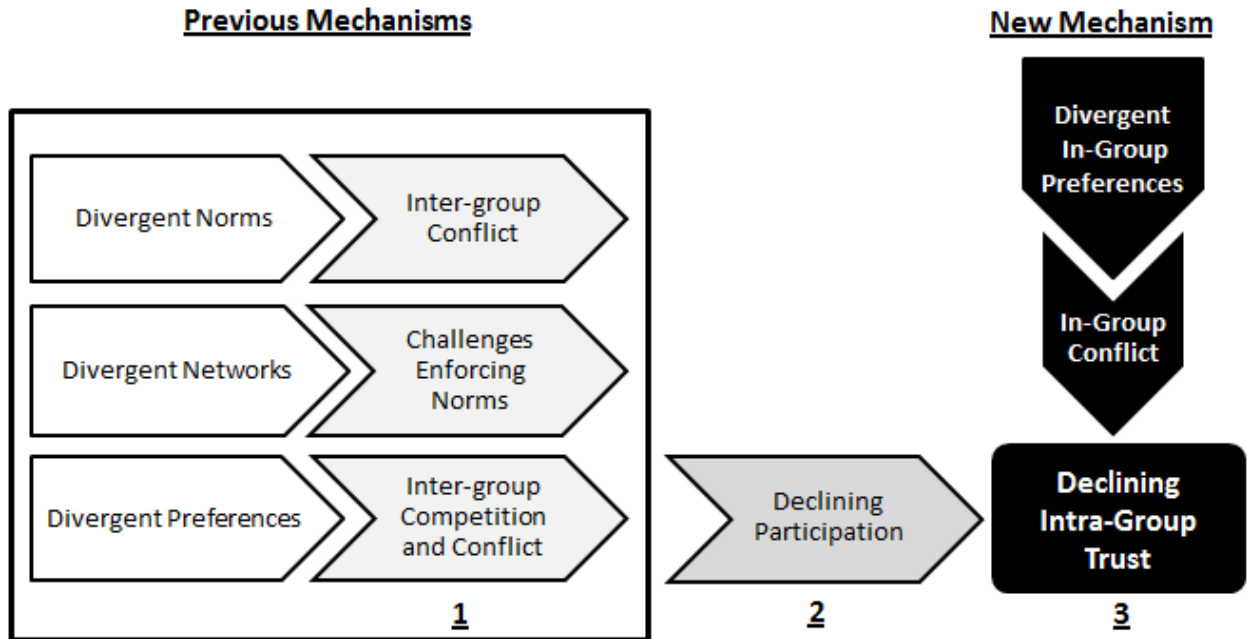 Previous Mechanisms
New Mechanism
Divergent Norms
Inter-group
Conflict
Divergent Networks
Challenges
Enforcing
Norms
Divergent Preferences
Inter-group
Competition
and Conflict
1
Declining
Participation
2
Divergent
In-Group
Preferences
In-Group
Conflict
Declining
Intra-Group
Trust
3